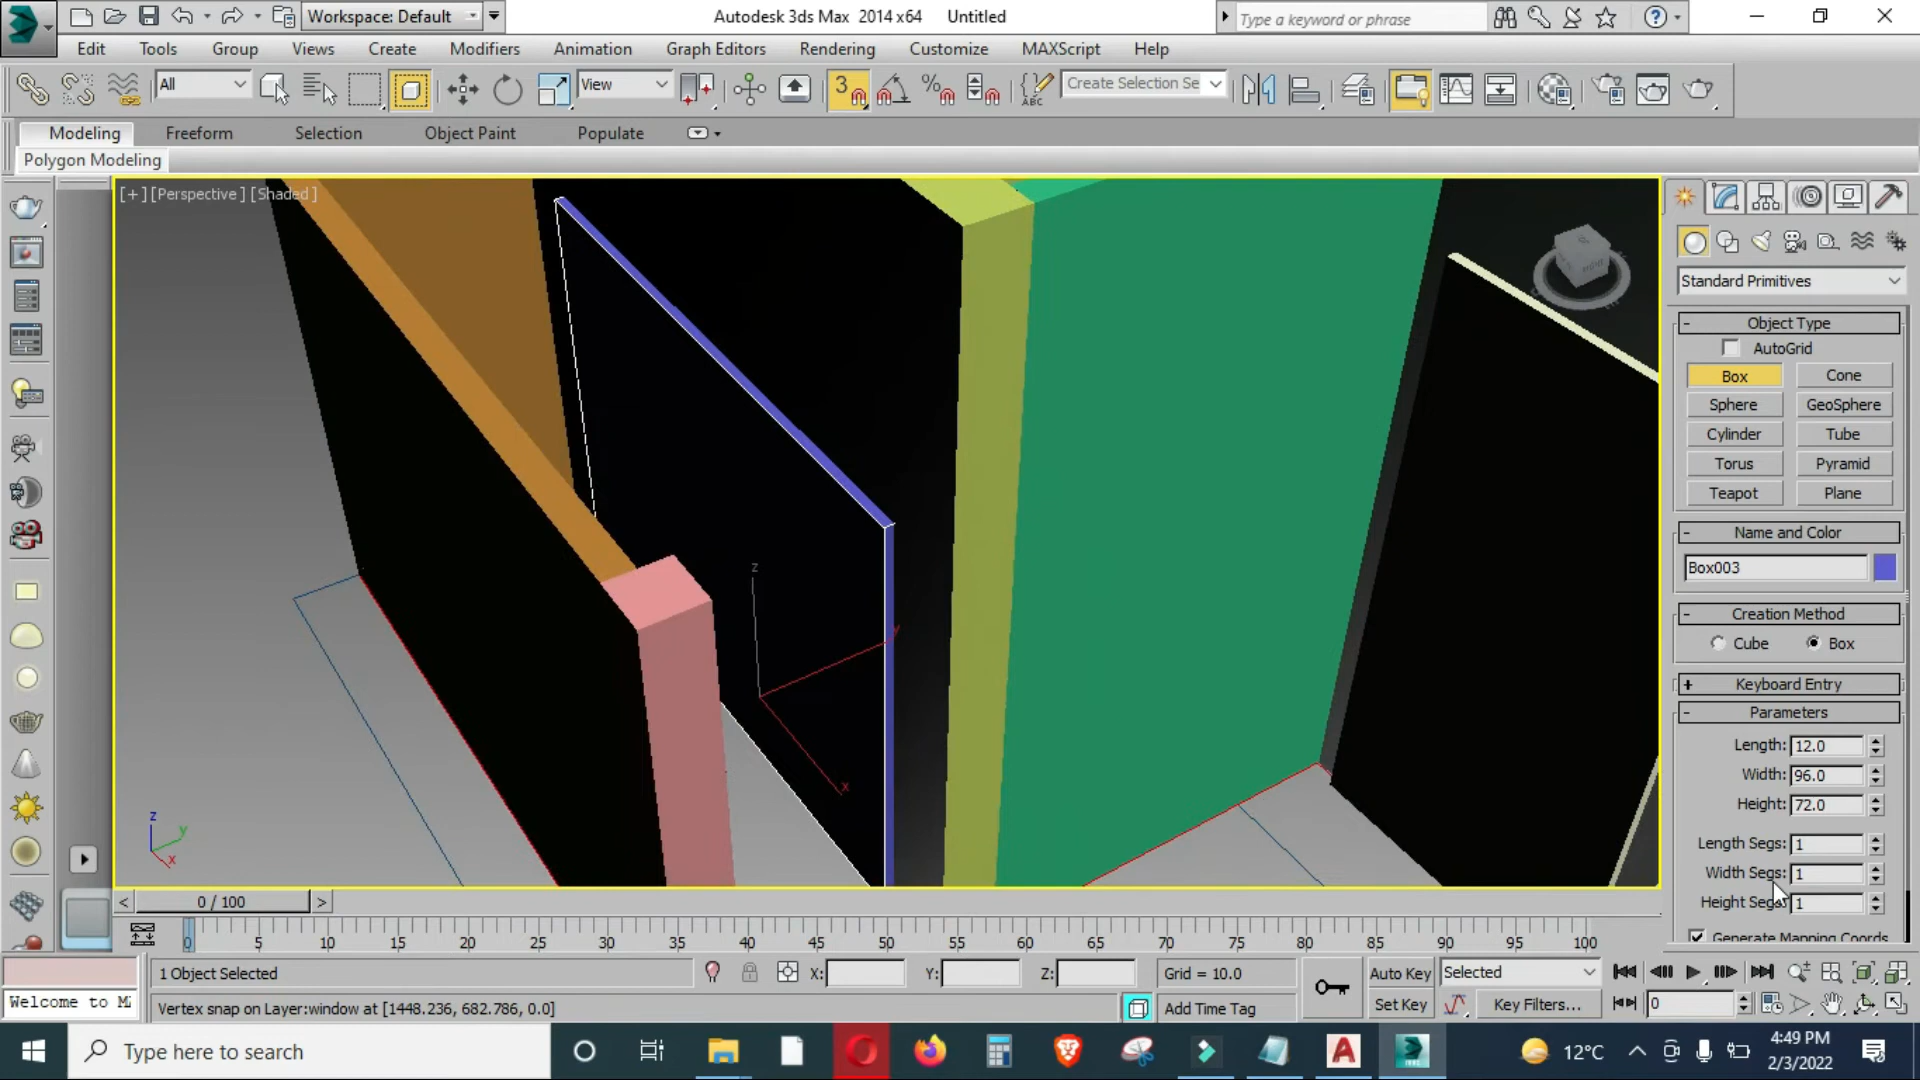 Workspace: Default
Autodesk 3ds Max 2014 x64 Untitled
Type a keyword or phrase
Edit Tools Group Views Create Modifiers Animation Graph Editors Rendering Customize MAXScript Help
All
View
3
%
ABC
Create Selection Se
Modeling Freeform Selection Object Paint Populate
Polygon Modeling
[+][Perspective][Shaded]
Standard Primitives
- Object Type
AutoGrid
Box Cone
Sphere GeoSphere
Cylinder Tube
Torus Pyramid
Teapot Plane
- Name and Color
Box003
- Creation Method
Cube Box
+ Keyboard Entry
- Parameters
Length: 12.0
Width: 96.0
Height: 72.0
Length Segs: 1
Width Segs: 1
Height Segs: 1
Generate Mapping Coords
z
y
x
z
y
x
< 0 / 100 >
0 5 10 15 20 25 30 35 40 45 50 55 60 65 70 75 80 85 90 95 100
1 Object Selected X: Y: Z: Grid = 10.0 Auto Key Selected
Welcome to M
Vertex snap on Layer:window at [1448.236, 682.786, 0.0] Add Time Tag Set Key Key Filters... 0
Type here to search
12°C
4:49 PM
2/3/2022